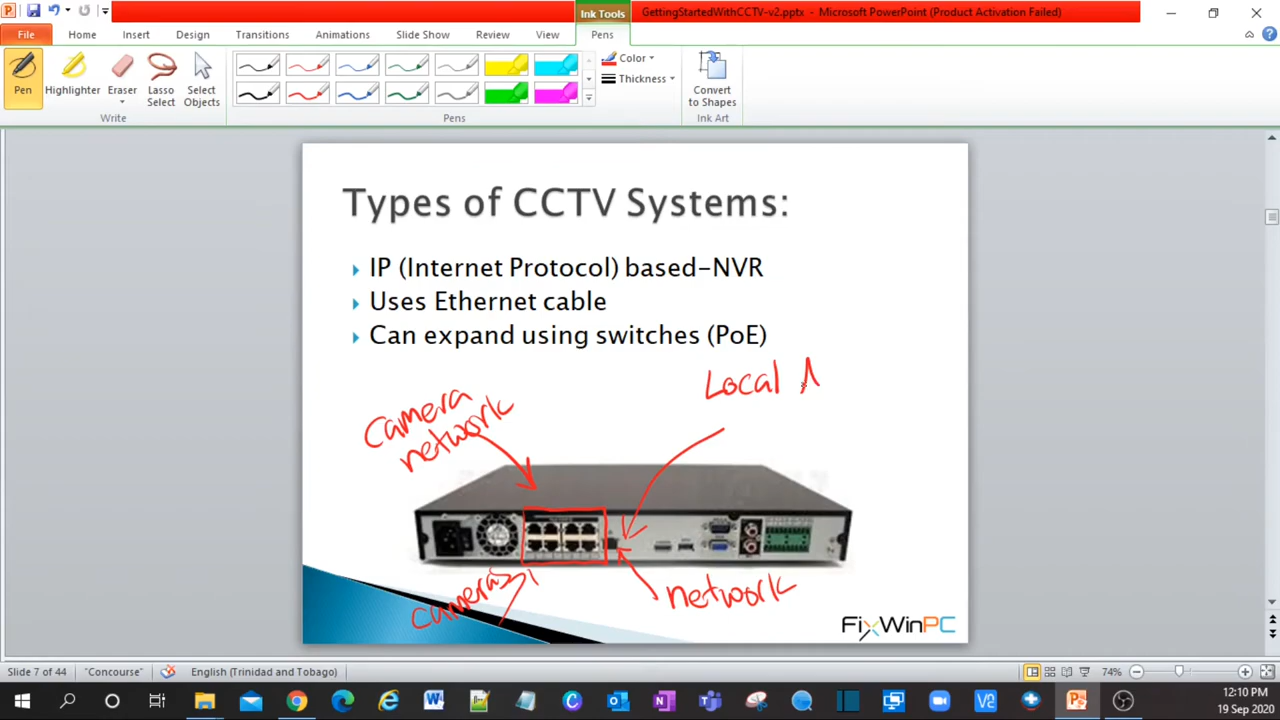 Ink Tools
GettingStartedWithCCTV-v2.pptx - Microsoft PowerPoint (Product Activation Failed)
File Home Insert Design Transitions Animations Slide Show Review View Pens
Pen Highlighter Eraser Lasso Select Select Objects Color Thickness Convert to Shapes
Write Pens Ink Art
Types of CCTV Systems:
IP (Internet Protocol) based-NVR
Uses Ethernet cable
Can expand using switches (PoE)
Local
camera
network
cameras
network
FixWinPC
Slide 7 of 44 "Concourse" English (Trinidad and Tobago) 74%
12:10 PM
19 Sep 2020